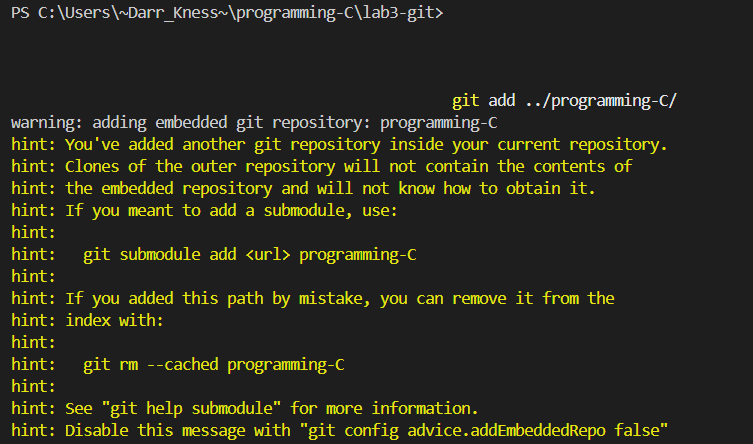 PS C:\Users\~Darr_Kness~\programming-C\lab3-git>
git add ../programming-C/
warning: adding embedded git repository: programming-C
hint: You've added another git repository inside your current repository.
hint: Clones of the outer repository will not contain the contents of
hint: the embedded repository and will not know how to obtain it.
hint: If you meant to add a submodule, use:
hint:
hint:   git submodule add <url> programming-C
hint:
hint: If you added this path by mistake, you can remove it from the
hint: index with:
hint:
hint:   git rm --cached programming-C
hint:
hint: See "git help submodule" for more information.
hint: Disable this message with "git config advice.addEmbeddedRepo false"